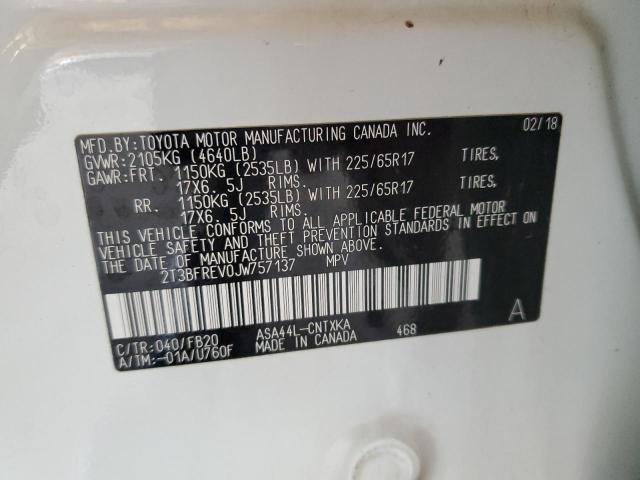 MFD.BY:TOYOTA MOTOR MANUFACTURING CANADA INC. 02/18
GVWR:2105KG (4640LB)
GAWR:FRT. 1150KG (2535LB) WITH 225/65R17 TIRES,
17X6. 5J RIMS.
RR. 1150KG (2535LB) WITH 225/65R17 TIRES,
17X6. 5J RIMS.
THIS VEHICLE CONFORMS TO ALL APPLICABLE FEDERAL MOTOR
VEHICLE SAFETY AND THEFT PREVENTION STANDARDS IN EFFECT ON
THE DATE OF MANUFACTURE SHOWN ABOVE.
2T3BFREV0JW757137 MPV
C/TR:040/FB20 ASA44L-CNTXKA 468 A
A/TM:-01A/U760F MADE IN CANADA